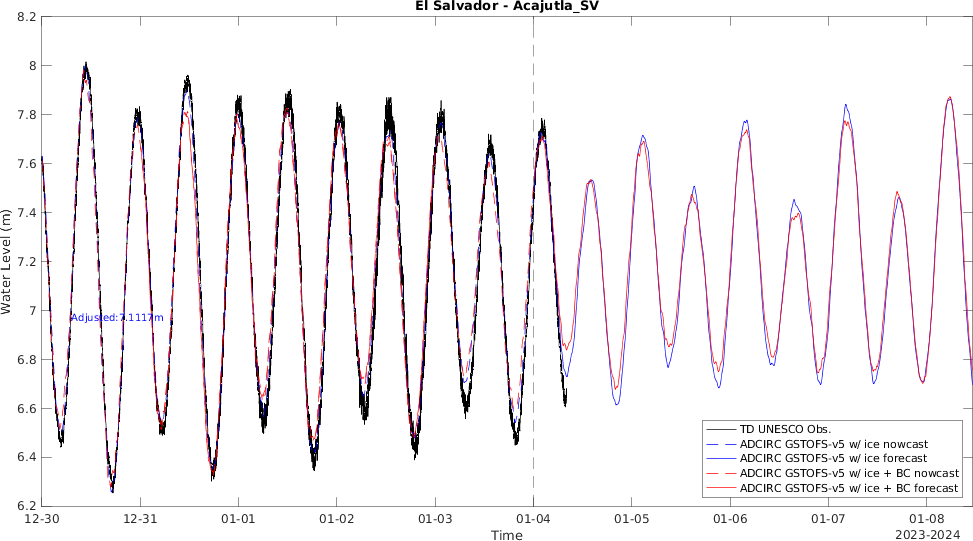 El Salvador - Acajutla_SV
8.2
8
7.8
7.6
7.4
7.2
7
6.8
6.6
6.4
6.2
Water Level (m)
Adjusted:7.1117m
TD UNESCO Obs.
ADCIRC GSTOFS-v5 w/ ice nowcast
ADCIRC GSTOFS-v5 w/ ice forecast
ADCIRC GSTOFS-v5 w/ ice + BC nowcast
ADCIRC GSTOFS-v5 w/ ice + BC forecast
12-30 12-31 01-01 01-02 01-03 01-04 01-05 01-06 01-07 01-08
Time
2023-2024